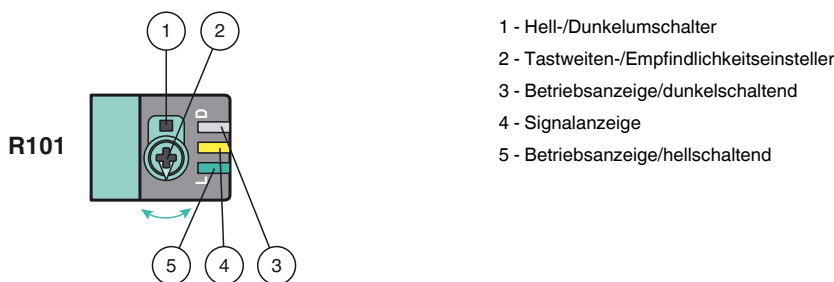 1
2
1 - Hell-/Dunkelumschalter
2 - Tastweiten-/Empfindlichkeitseinsteller
3 - Betriebsanzeige/dunkelschaltend
4 - Signalanzeige
5 - Betriebsanzeige/hellschaltend
R101
D
L
5
4
3